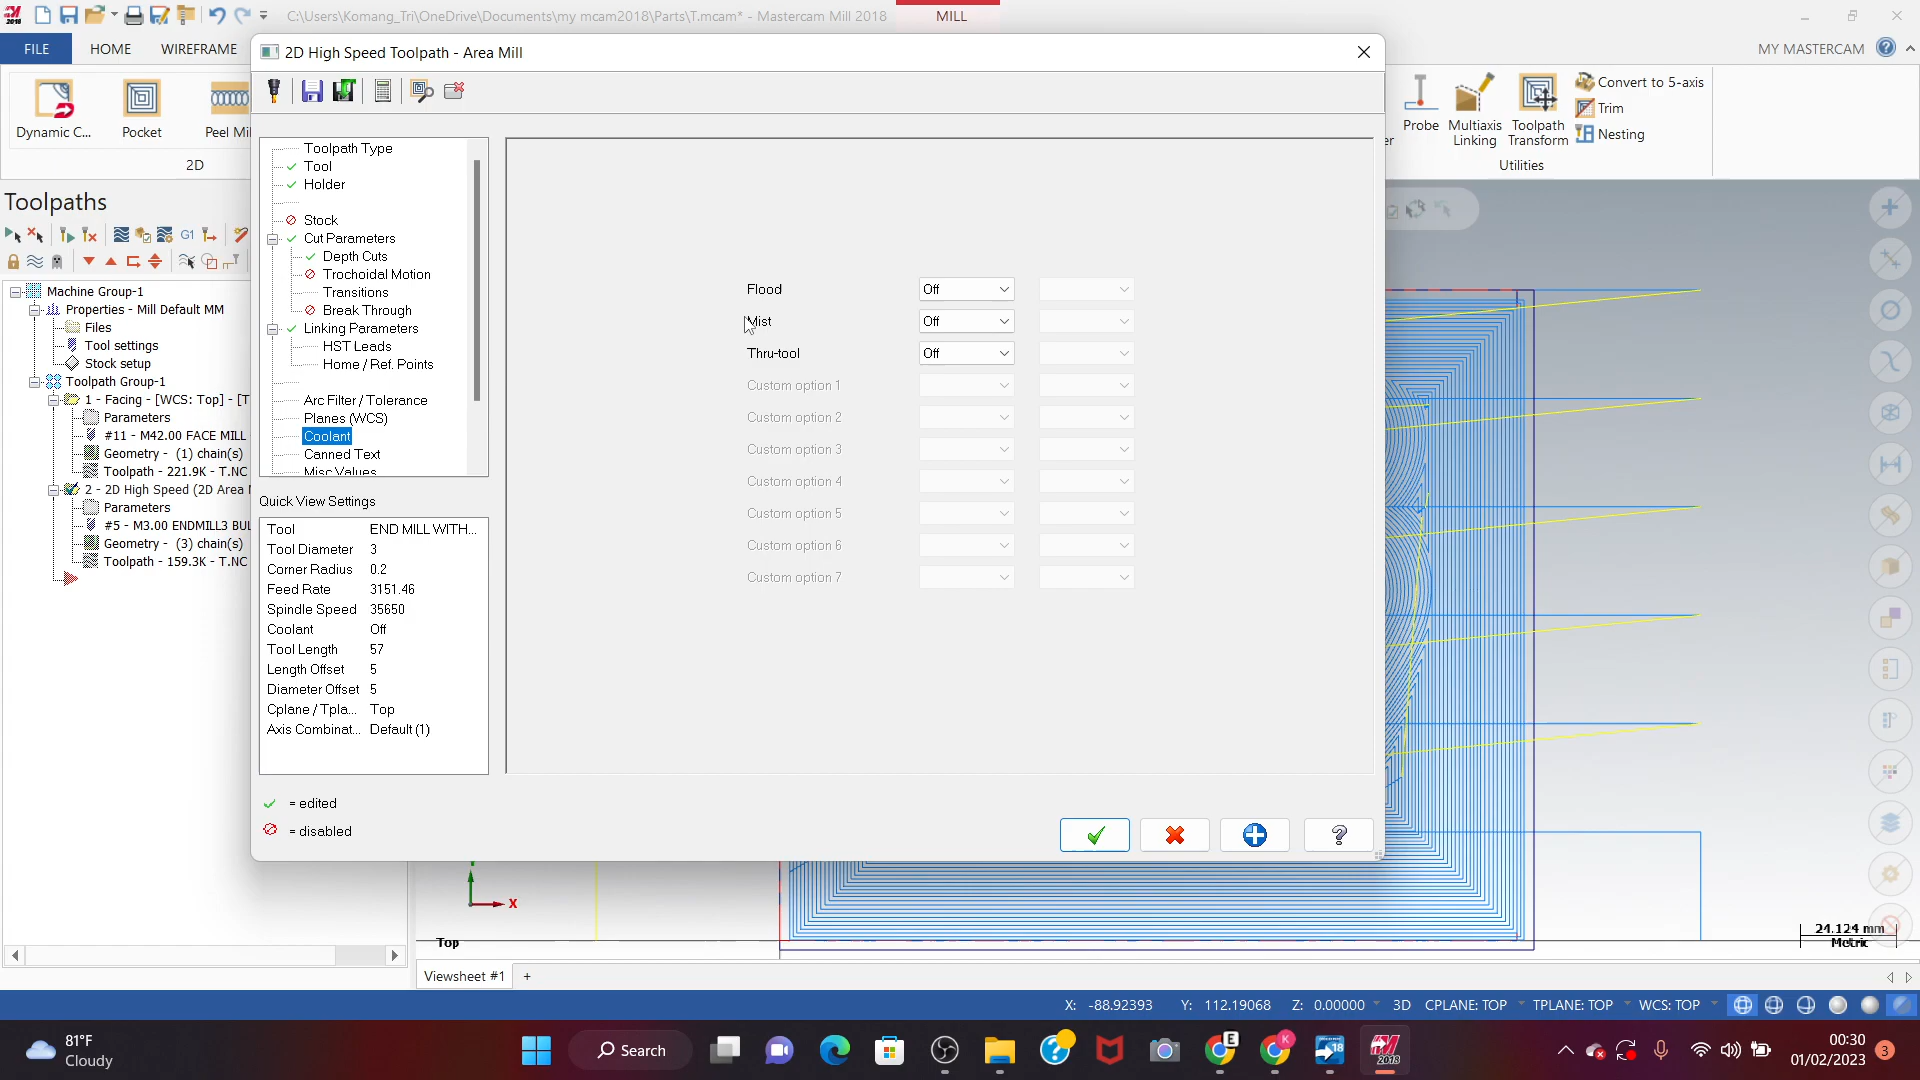 C:\Users\Komang_Tri\OneDrive\Documents\my mcam2018\Parts\T.mcam* - Mastercam Mill 2018
MILL
FILE
HOME
WIREFRAME
MY MASTERCAM
2D High Speed Toolpath - Area Mill
Dynamic C...
Pocket
Peel Mil
2D
Probe
Multiaxis
Linking
Toolpath
Transform
Convert to 5-axis
Trim
Nesting
Utilities
Toolpaths
G1
Machine Group-1
Properties - Mill Default MM
Files
Tool settings
Stock setup
Toolpath Group-1
1 - Facing - [WCS: Top] - [T
Parameters
#11 - M42.00 FACE MILL
Geometry - (1) chain(s)
Toolpath - 221.9K - T.NC
2 - 2D High Speed (2D Area
Parameters
#5 - M3.00 ENDMILL3 BUL
Geometry - (3) chain(s)
Toolpath - 159.3K - T.NC
Toolpath Type
Tool
Holder
Stock
Cut Parameters
Depth Cuts
Trochoidal Motion
Transitions
Break Through
Linking Parameters
HST Leads
Home / Ref. Points
Arc Filter / Tolerance
Planes (WCS)
Coolant
Canned Text
Misc Values
Quick View Settings
Tool END MILL WITH...
Tool Diameter 3
Corner Radius 0.2
Feed Rate 3151.46
Spindle Speed 35650
Coolant Off
Tool Length 57
Length Offset 5
Diameter Offset 5
Cplane / Tpla... Top
Axis Combinat... Default (1)
= edited
= disabled
Flood Off
Mist Off
Thru-tool Off
Custom option 1
Custom option 2
Custom option 3
Custom option 4
Custom option 5
Custom option 6
Custom option 7
X
Top
24.124 mm
Metric
Viewsheet #1 +
X: -88.92393 Y: 112.19068 Z: 0.00000 3D CPLANE: TOP TPLANE: TOP WCS: TOP
81°F
Cloudy
Search
E
K
18
2018
00:30
01/02/2023
3